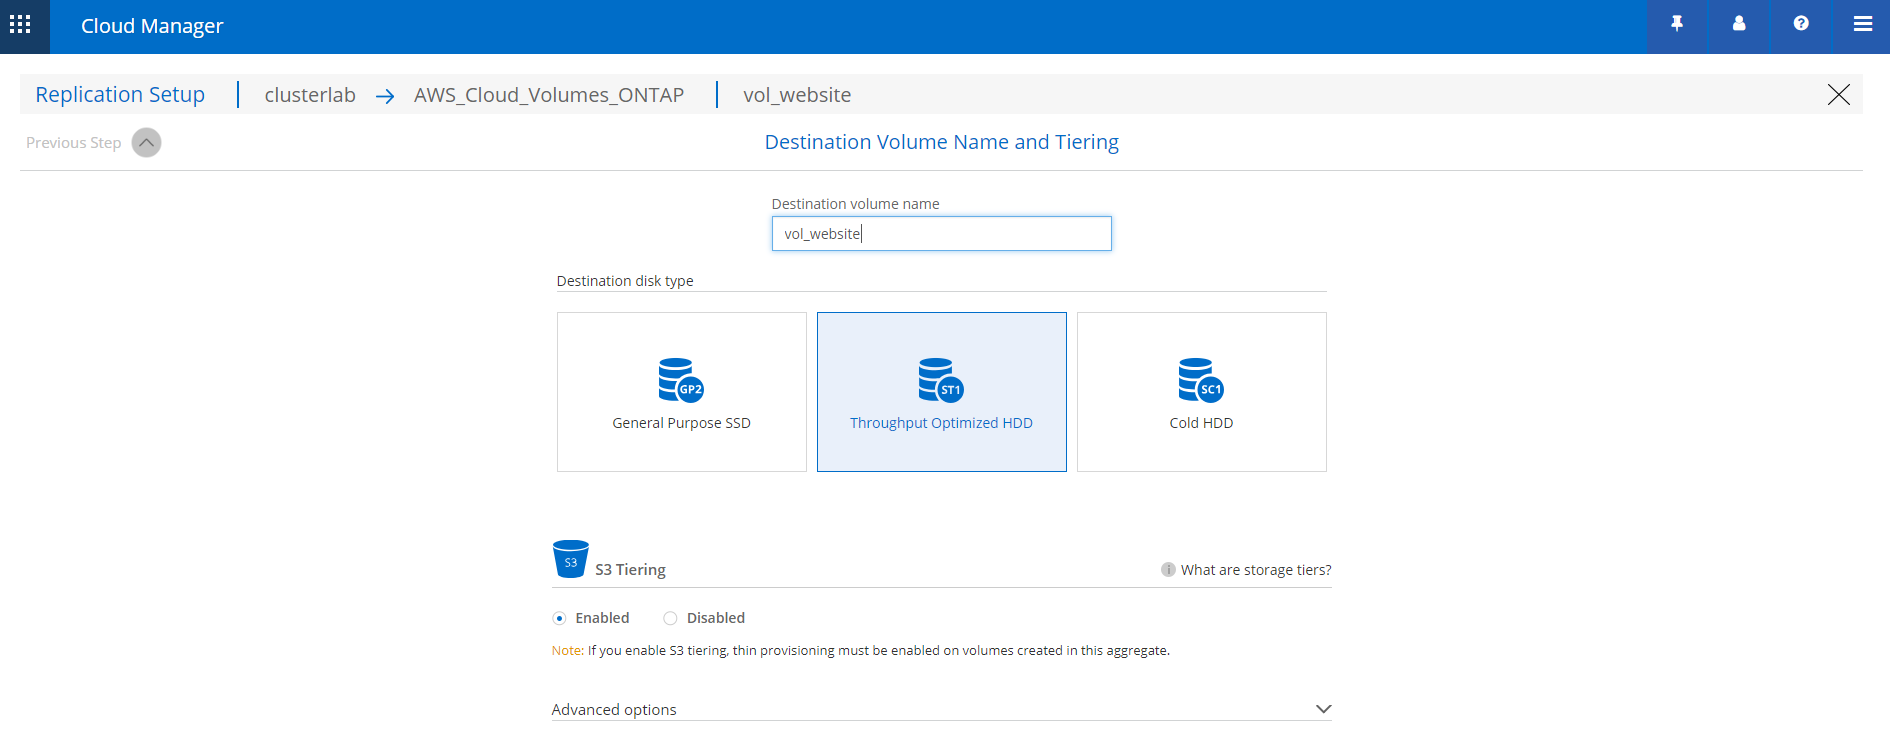 Cloud Manager
Replication Setup clusterlab → AWS_Cloud_Volumes_ONTAP vol_website
Previous Step
Destination Volume Name and Tiering
Destination volume name
vol_website
Destination disk type
GP2
General Purpose SSD
ST1
Throughput Optimized HDD
SC1
Cold HDD
S3
S3 Tiering
What are storage tiers?
Enabled Disabled
Note: If you enable S3 tiering, thin provisioning must be enabled on volumes created in this aggregate.
Advanced options